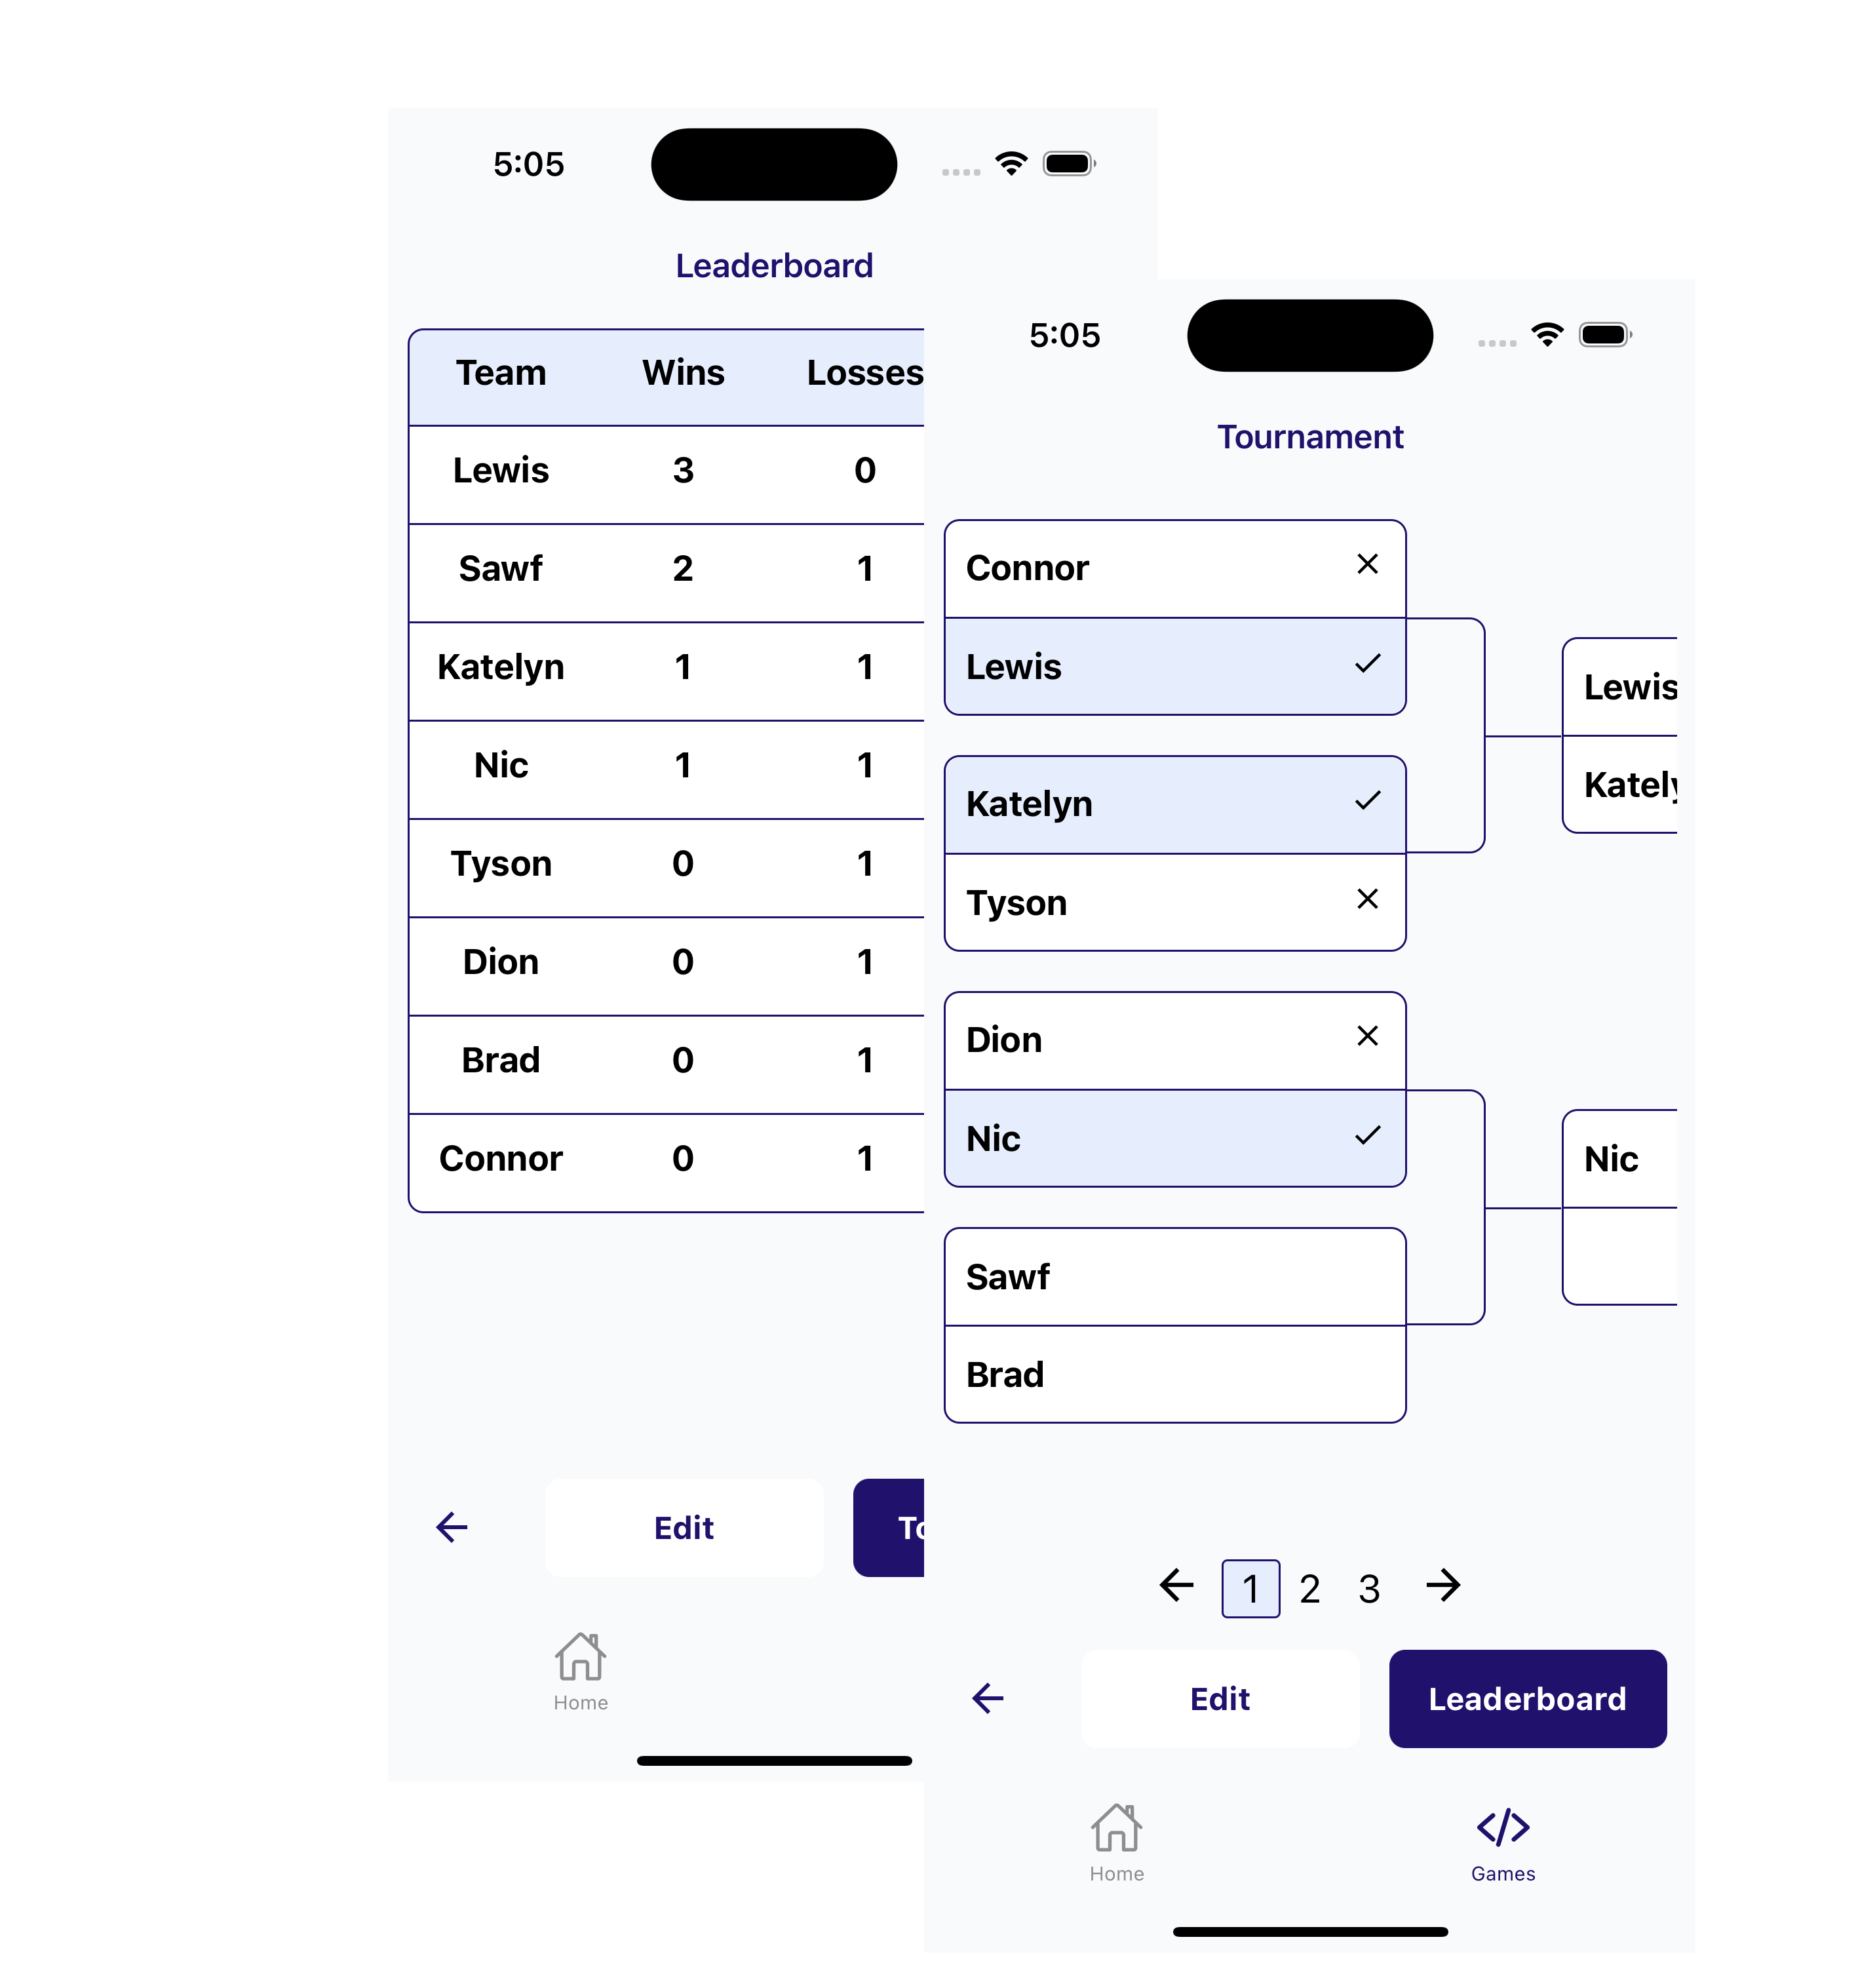 5:05
Leaderboard
Team Wins Losses
Lewis 3 0
Sawf 2 1
Katelyn 1 1
Nic 1 1
Tyson 0 1
Dion 0 1
Brad 0 1
Connor 0 1
Edit To
Home
5:05
Tournament
Connor
Lewis
Katelyn
Tyson
Dion
Nic
Sawf
Brad
Lewis
Kately
Nic
1 2 3
Edit Leaderboard
Home Games